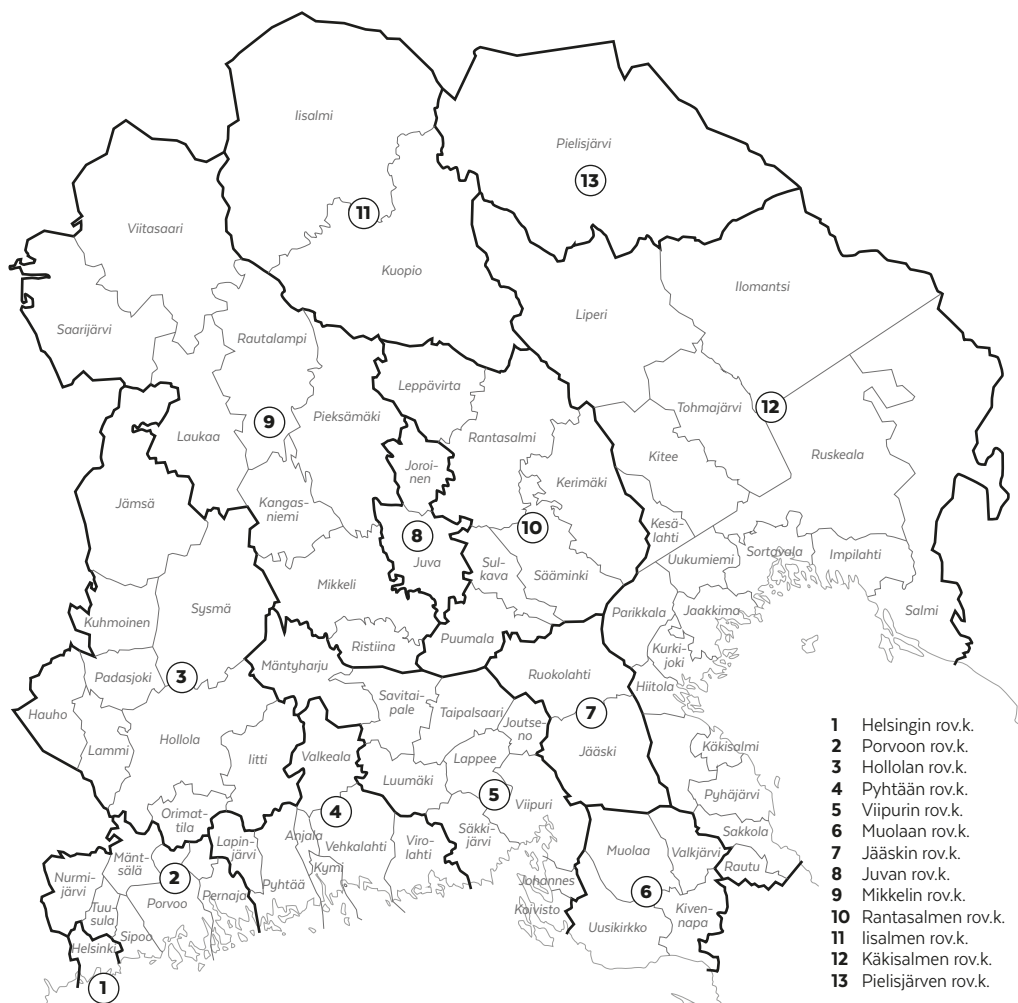 Iisalmi
Pielisjärvi
13
11
Viitasaari
Kuopio
Ilomantsi
Liperi
Saarijärvi
Rautalampi
Leppävirta
Pieksämäki
Tohmajärvi
12
9
Laukaa
Rantasalmi
Kitee
Ruskeala
Joroi-
nen
Kerimäki
Jämsä
Kangas-
niemi
10
8
Kesä-
lahti
Juva
Sul-
kava
Sääminki
Uukumiemi
Sortavala
Impilahti
Mikkeli
Sysmä
Kuhmoinen
Parikkala
Jaakkima
Salmi
Ristiina
Puumala
Kurki-
joki
Mäntyharju
Padasjoki
3
Ruokolahti
Hiitola
Savitai-
pale
Taipalsaari
Hauho
Joutse-
no
7
Lammi
Hollola
Iitti
Valkeala
Lappee
Jääski
Käkisalmi
Luumäki
5
Viipuri
Pyhäjärvi
Orimat-
tila
4
Säkki-
järvi
Sakkola
Lapin-
järvi
Anjala
Vehkalahti
Viro-
lahti
Muolaa
Valkjärvi
Rautu
Mänt-
sälä
2
Kymi
Nurmi-
järvi
Pyhtää
Johannes
6
Pernaja
Porvoo
Tuu-
sula
Koivisto
Kiven-
napa
Uusikirkko
Sipoo
Helsinki
1
1 Helsingin rov.k.
2 Porvoon rov.k.
3 Hollolan rov.k.
4 Pyhtään rov.k.
5 Viipurin rov.k.
6 Muolaan rov.k.
7 Jääskin rov.k.
8 Juvan rov.k.
9 Mikkelin rov.k.
10 Rantasalmen rov.k.
11 Iisalmen rov.k.
12 Käkisalmen rov.k.
13 Pielisjärven rov.k.